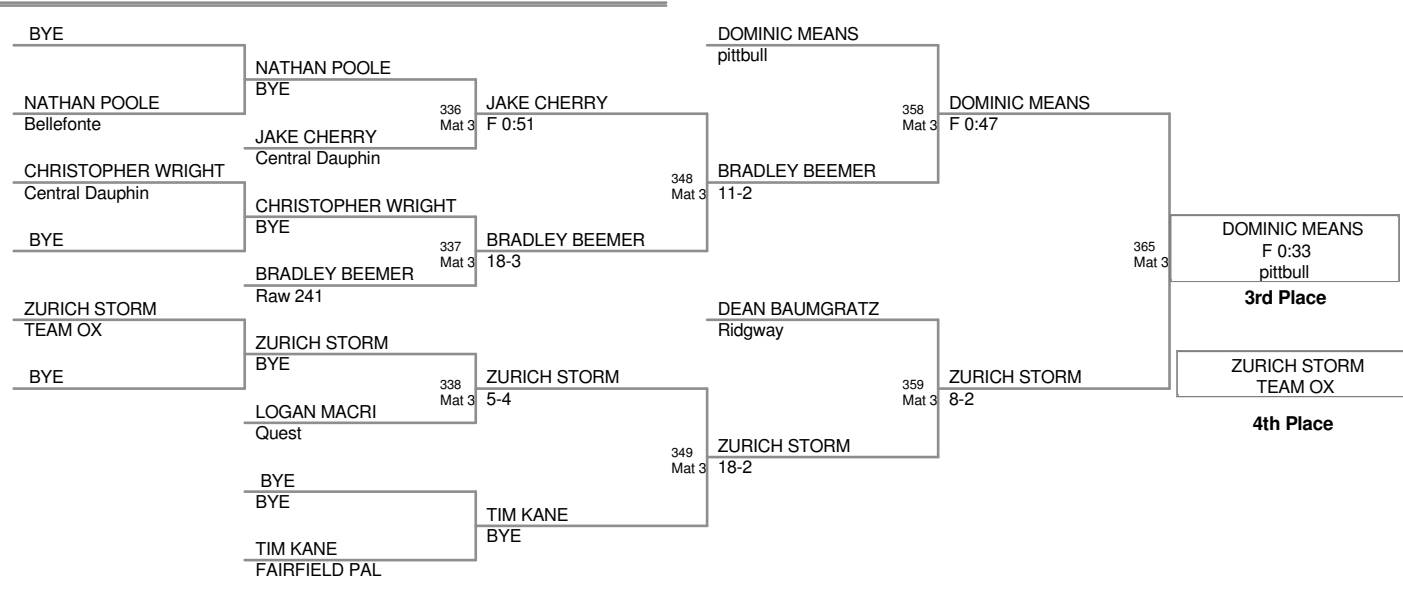 BYE
NATHAN POOLE
Bellefonte
CHRISTOPHER WRIGHT
Central Dauphin
BYE
ZURICH STORM
TEAM OX
BYE
NATHAN POOLE
BYE
336
Mat 3
JAKE CHERRY
Central Dauphin
CHRISTOPHER WRIGHT
BYE
337
Mat 3
BRADLEY BEEMER
Raw 241
ZURICH STORM
BYE
338
Mat 3
LOGAN MACRI
Quest
BYE
BYE
TIM KANE
FAIRFIELD PAL
JAKE CHERRY
F 0:51
348
Mat 3
BRADLEY BEEMER
18-3
ZURICH STORM
5-4
349
Mat 3
TIM KANE
BYE
DOMINIC MEANS
pittbull
358
Mat 3
BRADLEY BEEMER
11-2
DEAN BAUMGRATZ
Ridgway
359
Mat 3
ZURICH STORM
18-2
DOMINIC MEANS
F 0:47
365
Mat 3
ZURICH STORM
8-2
DOMINIC MEANS
F 0:33
pittbull
3rd Place
ZURICH STORM
TEAM OX
4th Place